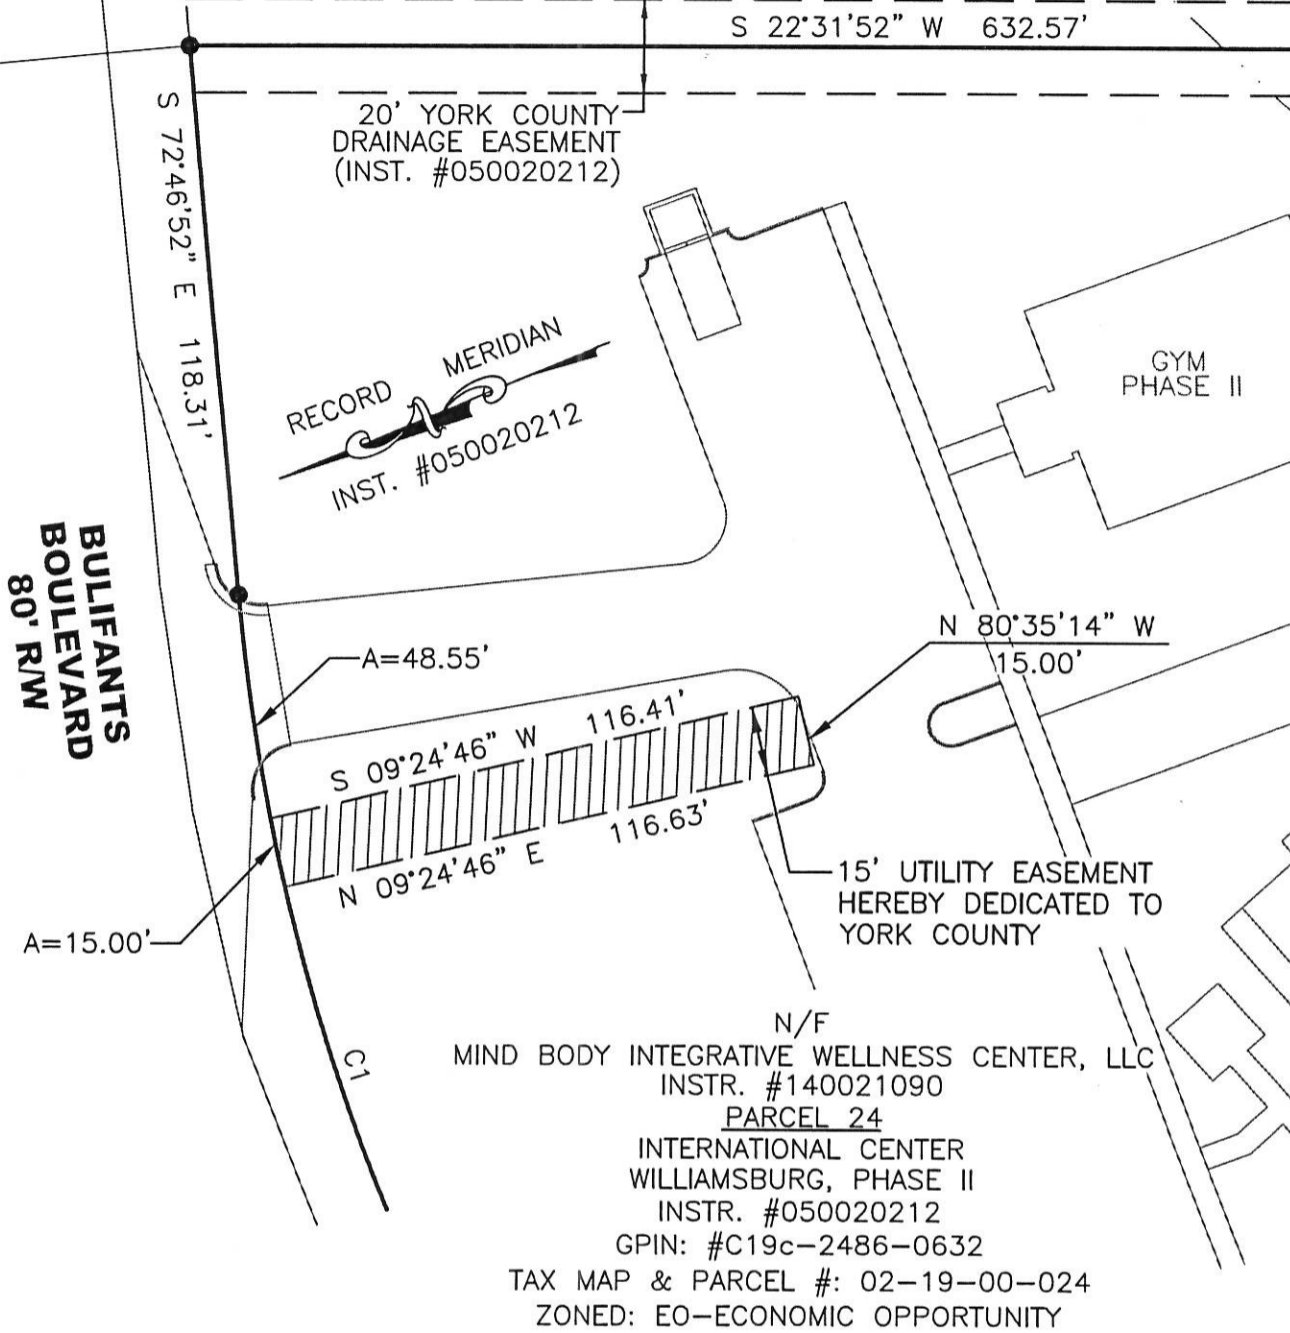 S 22°31'52" W 632.57'
20' YORK COUNTY
DRAINAGE EASEMENT
(INST. #050020212)
S 72°46'52" E 118.31'
RECORD MERIDIAN
INST. #050020212
GYM
PHASE II
BULIFANTS
BOULEVARD
80' R/W
N 80°35'14" W
15.00'
A=48.55'
S 09°24'46" W 116.41'
N 09°24'46" E 116.63'
15' UTILITY EASEMENT
HEREBY DEDICATED TO
YORK COUNTY
A=15.00'
C1
N/F
MIND BODY INTEGRATIVE WELLNESS CENTER, LLC
INSTR. #140021090
PARCEL 24
INTERNATIONAL CENTER
WILLIAMSBURG, PHASE II
INSTR. #050020212
GPIN: #C19c-2486-0632
TAX MAP & PARCEL #: 02-19-00-024
ZONED: EO-ECONOMIC OPPORTUNITY